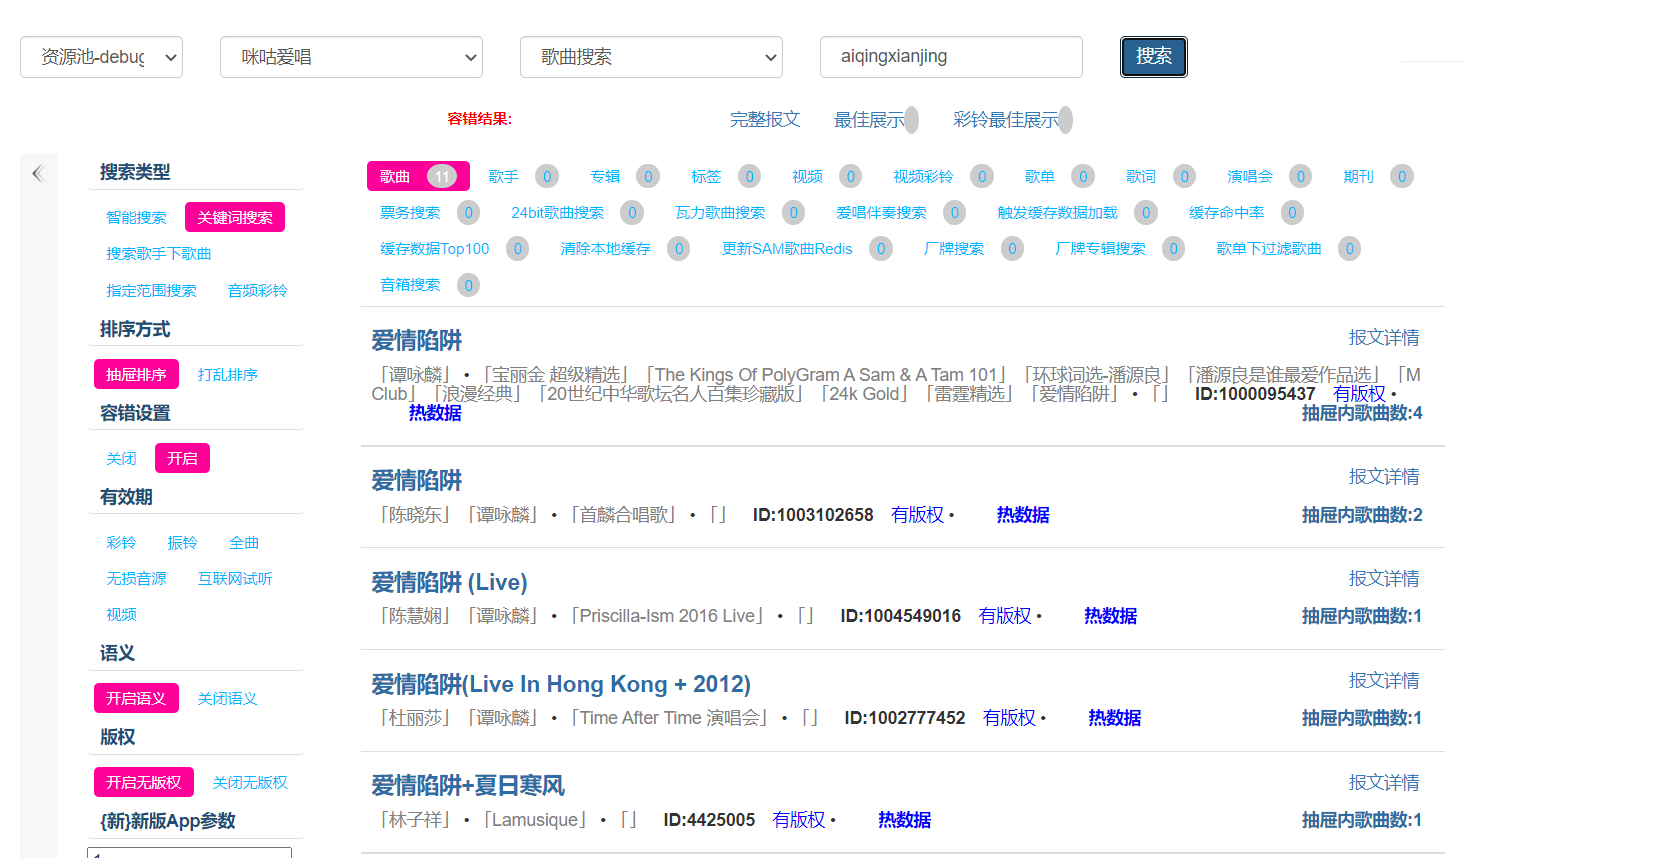 资源池-debug 咪咕爱唱 歌曲搜索 aiqingxianjing 搜索
容错结果: 完整报文 最佳展示 彩铃最佳展示
搜索类型
智能搜索 关键词搜索
搜索歌手下歌曲
指定范围搜索 音频彩铃
排序方式
抽屉排序 打乱排序
容错设置
关闭 开启
有效期
彩铃 振铃 全曲
无损音源 互联网试听
视频
语义
开启语义 关闭语义
版权
开启无版权 关闭无版权
{新}新版App参数
歌曲 11 歌手 0 专辑 0 标签 0 视频 0 视频彩铃 0 歌单 0 歌词 0 演唱会 0 期刊 0
票务搜索 0 24bit歌曲搜索 0 瓦力歌曲搜索 0 爱唱伴奏搜索 0 触发缓存数据加载 0 缓存命中率 0
缓存数据Top100 0 清除本地缓存 0 更新SAM歌曲Redis 0 厂牌搜索 0 厂牌专辑搜索 0 歌单下过滤歌曲 0
音箱搜索 0
爱情陷阱 报文详情
「谭咏麟」 • 「宝丽金 超级精选」 「The Kings Of PolyGram A Sam & A Tam 101」 「环球词选-潘源良」 「潘源良是谁最爱作品选」 「M
Club」 「浪漫经典」 「20世纪中华歌坛名人百集珍藏版」 「24k Gold」 「雷霆精选」 「爱情陷阱」 • 「」 ID:1000095437 有版权 •
热数据 抽屉内歌曲数:4
爱情陷阱 报文详情
「陈晓东」 「谭咏麟」 • 「首麟合唱歌」 • 「」 ID:1003102658 有版权 • 热数据 抽屉内歌曲数:2
爱情陷阱 (Live) 报文详情
「陈慧娴」 「谭咏麟」 • 「Priscilla-Ism 2016 Live」 • 「」 ID:1004549016 有版权 • 热数据 抽屉内歌曲数:1
爱情陷阱(Live In Hong Kong + 2012) 报文详情
「杜丽莎」 「谭咏麟」 • 「Time After Time 演唱会」 • 「」 ID:1002777452 有版权 • 热数据 抽屉内歌曲数:1
爱情陷阱+夏日寒风 报文详情
「林子祥」 • 「Lamusique」 • 「」 ID:4425005 有版权 • 热数据 抽屉内歌曲数:1